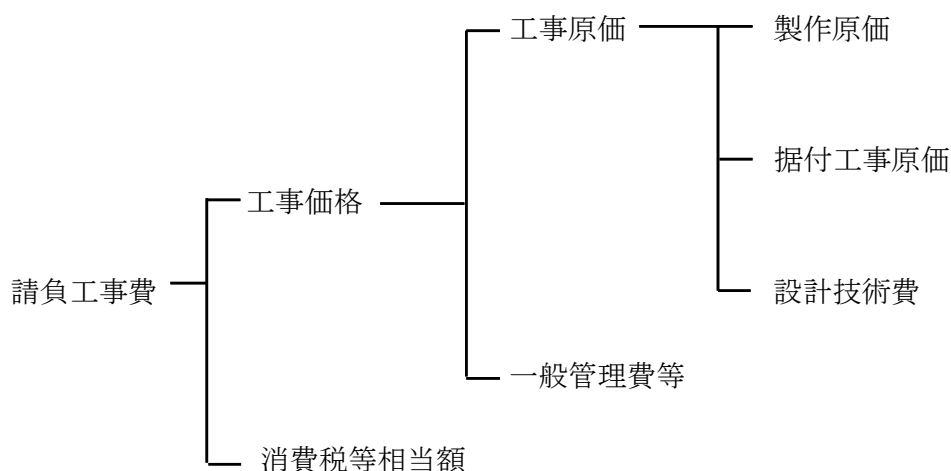 工事原価
製作原価
据付工事原価
工事価格
請負工事費
設計技術費
一般管理費等
消費税等相当額